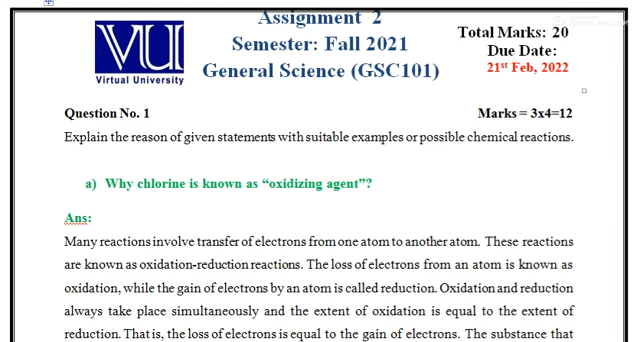 Assignment 2
Semester: Fall 2021
General Science (GSC101)
Total Marks: 20
Due Date:
21st Feb, 2022
VU
Virtual University
Question No. 1 Marks = 3x4=12
Explain the reason of given statements with suitable examples or possible chemical reactions.
a) Why chlorine is known as “oxidizing agent”?
Ans:
Many reactions involve transfer of electrons from one atom to another atom. These reactions
are known as oxidation-reduction reactions. The loss of electrons from an atom is known as
oxidation, while the gain of electrons by an atom is called reduction. Oxidation and reduction
always take place simultaneously and the extent of oxidation is equal to the extent of
reduction. That is, the loss of electrons is equal to the gain of electrons. The substance that